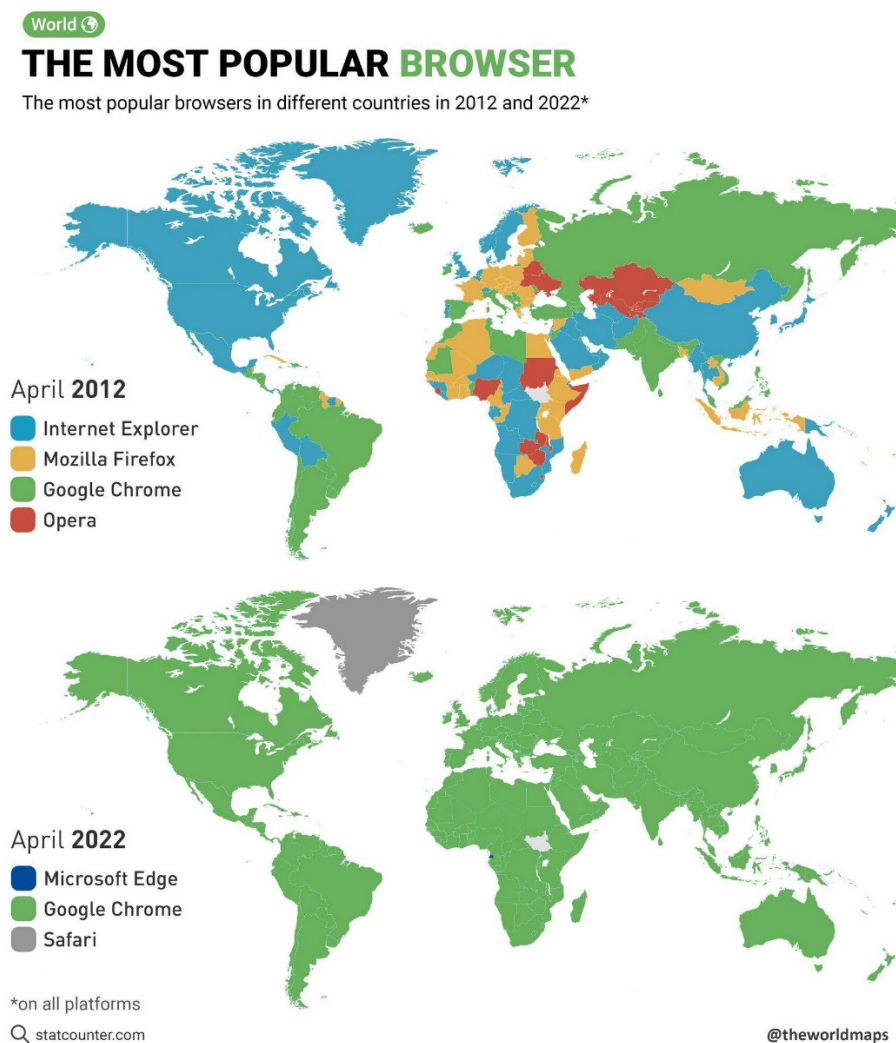 World
THE MOST POPULAR BROWSER
The most popular browsers in different countries in 2012 and 2022*
April 2012
Internet Explorer
Mozilla Firefox
Google Chrome
Opera
April 2022
Microsoft Edge
Google Chrome
Safari
*on all platforms
statcounter.com
@theworldmaps